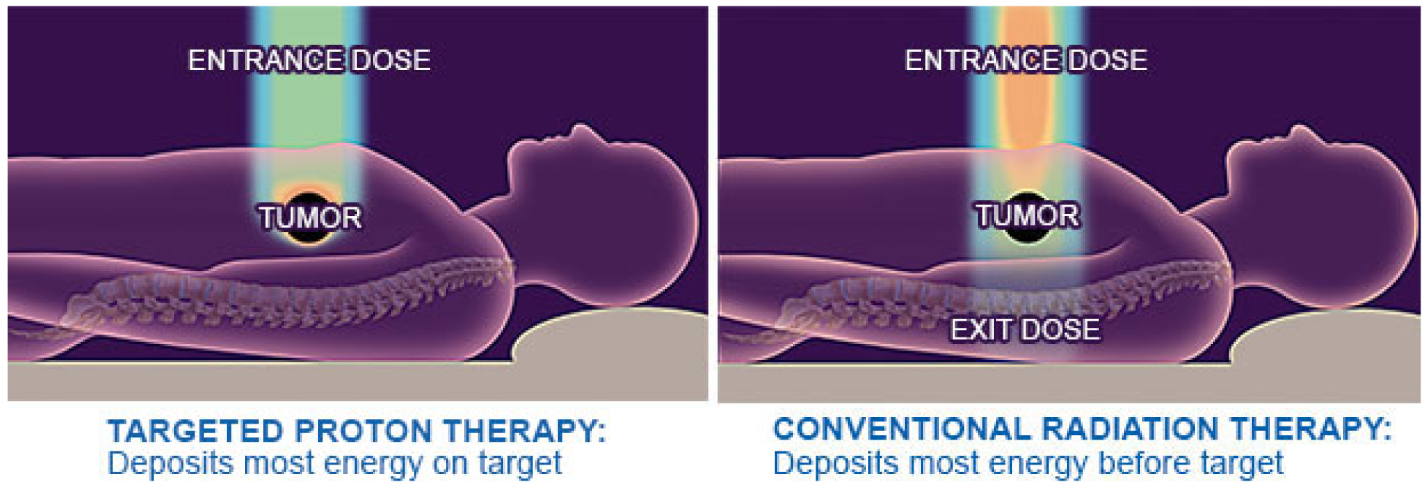 ENTRANCE DOSE
TUMOR
TARGETED PROTON THERAPY:
Deposits most energy on target
ENTRANCE DOSE
TUMOR
EXIT DOSE
CONVENTIONAL RADIATION THERAPY:
Deposits most energy before target